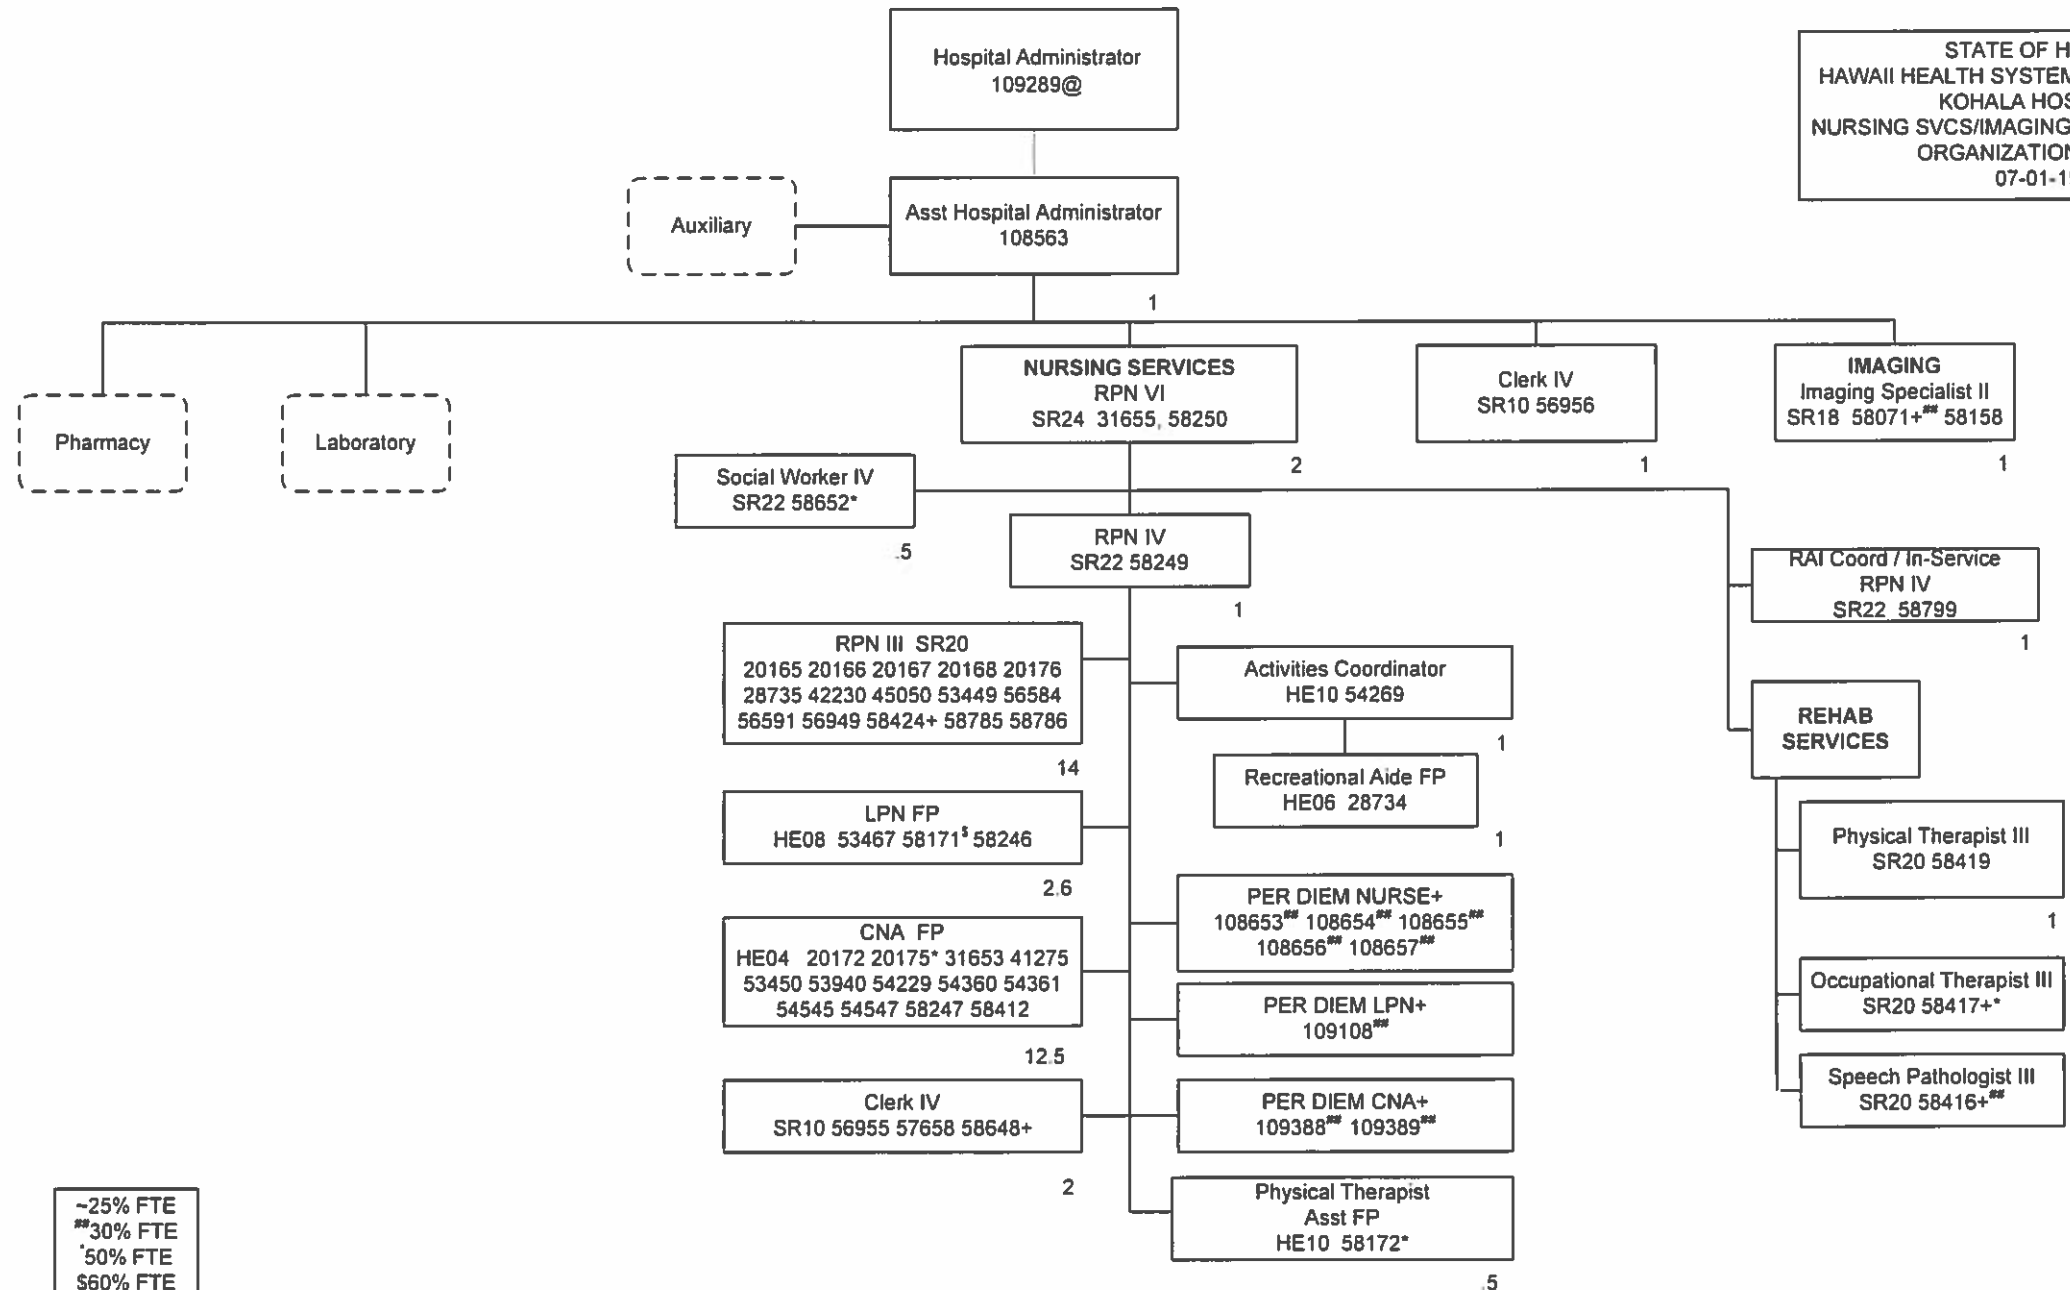 Hospital Administrator
109289@
STATE OF H
HAWAII HEALTH SYSTEM
KOHALA HOS
NURSING SVCS/IMAGING
ORGANIZATION
07-01-1
Auxiliary
Asst Hospital Administrator
108563
1
Pharmacy
Laboratory
NURSING SERVICES
RPN VI
SR24 31655, 58250
2
Clerk IV
SR10 56956
1
IMAGING
Imaging Specialist II
SR18 58071+## 58158
1
Social Worker IV
SR22 58652*
.5
RPN IV
SR22 58249
1
RAI Coord / In-Service
RPN IV
SR22 58799
1
RPN III SR20
20165 20166 20167 20168 20176
28735 42230 45050 53449 56584
56591 56949 58424+ 58785 58786
14
Activities Coordinator
HE10 54269
1
Recreational Aide FP
HE06 28734
1
REHAB
SERVICES
LPN FP
HE08 53467 58171$ 58246
2.6
Physical Therapist III
SR20 58419
1
PER DIEM NURSE+
108653## 108654## 108655##
108656## 108657##
CNA FP
HE04 20172 20175* 31653 41275
53450 53940 54229 54360 54361
54545 54547 58247 58412
12.5
Occupational Therapist III
SR20 58417+*
PER DIEM LPN+
109108##
Speech Pathologist III
SR20 58416+##
Clerk IV
SR10 56955 57658 58648+
2
PER DIEM CNA+
109388## 109389##
Physical Therapist
Asst FP
HE10 58172*
.5
~25% FTE
##30% FTE
*50% FTE
$60% FTE